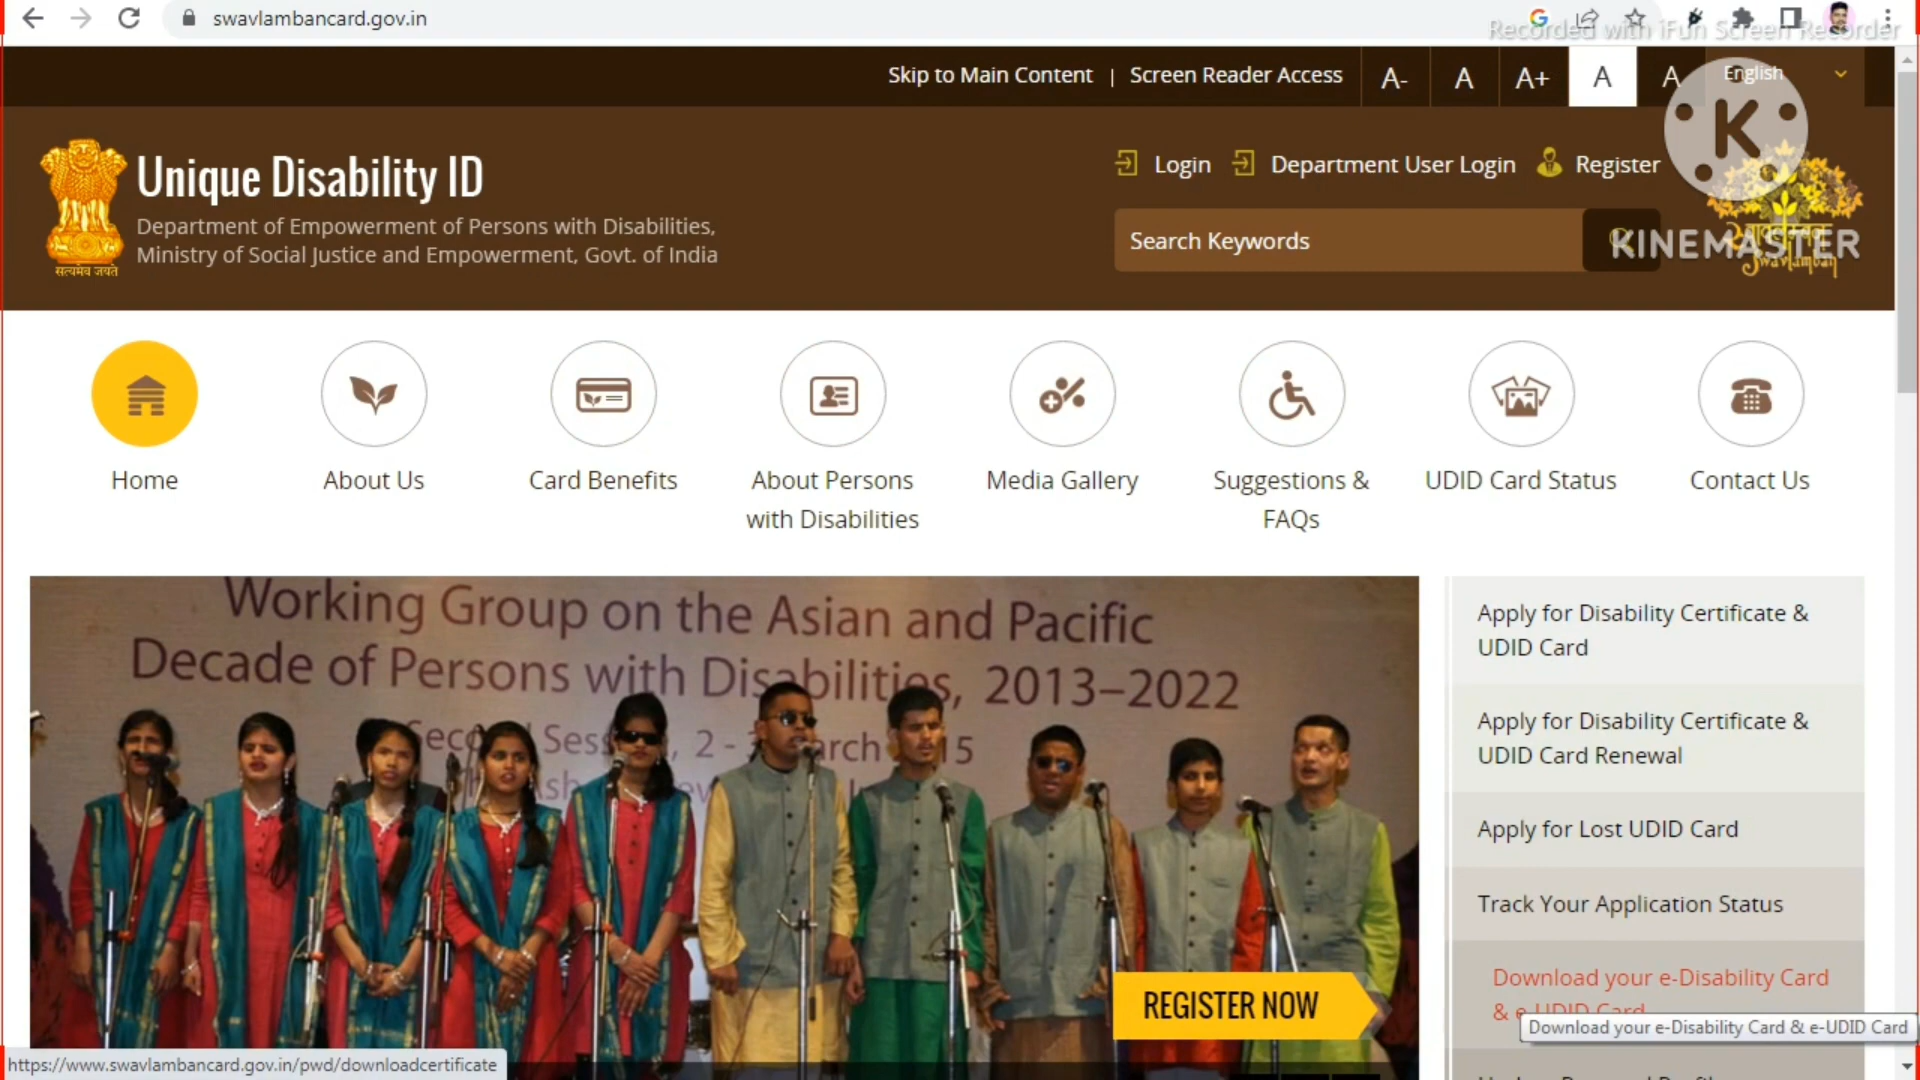 swavlambancard.gov.in
Recorded with iFun Screen Recorder
Skip to Main Content | Screen Reader Access A- A A+ A A English
K
Unique Disability ID
Department of Empowerment of Persons with Disabilities,
Ministry of Social Justice and Empowerment, Govt. of India
सत्यमेव जयते
Login Department User Login Register
Search Keywords
KINEMASTER
Swavlamban
Home
About Us
Card Benefits
About Persons
with Disabilities
Media Gallery
Suggestions &
FAQs
UDID Card Status
Contact Us
Working Group on the Asian and Pacific
Decade of Persons with Disabilities, 2013–2022
REGISTER NOW
Apply for Disability Certificate &
UDID Card
Apply for Disability Certificate &
UDID Card Renewal
Apply for Lost UDID Card
Track Your Application Status
Download your e-Disability Card
& e-UDID Card
Download your e-Disability Card & e-UDID Card
https://www.swavlambancard.gov.in/pwd/downloadcertificate